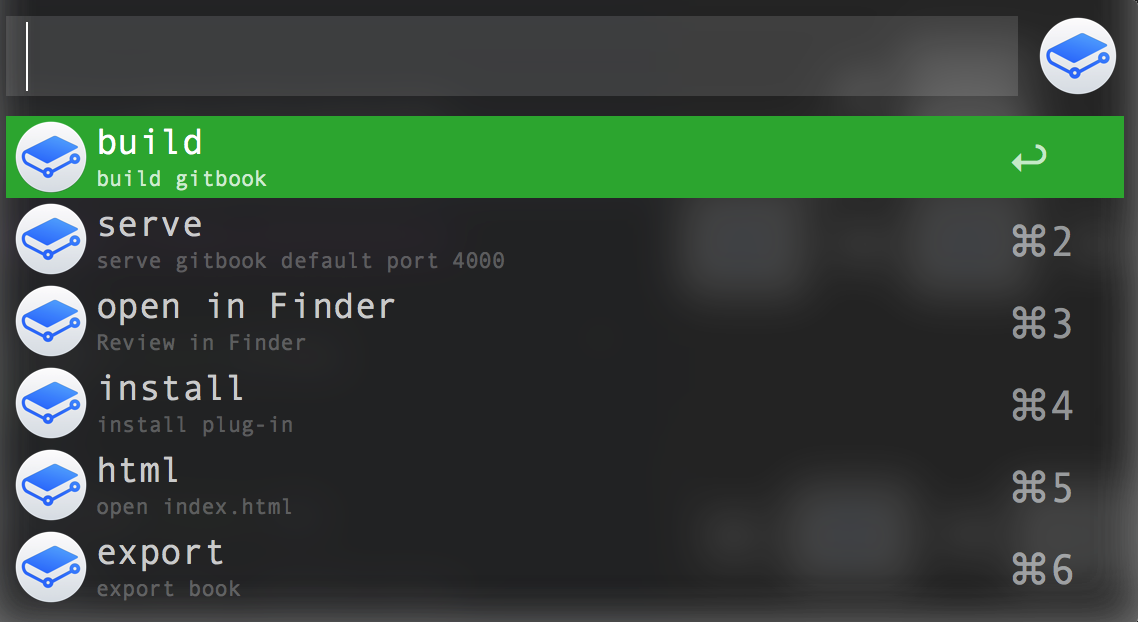 build
build gitbook
serve
serve gitbook default port 4000
⌘2
open in Finder
Review in Finder
⌘3
install
install plug-in
⌘4
html
open index.html
⌘5
export
export book
⌘6